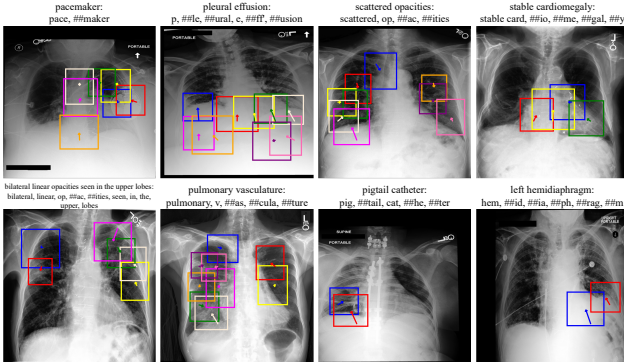 pacemaker:
pace, ##maker
pleural effusion:
p, ##le, ##ural, e, ##ff', ##usion
scattered opacities:
scattered, op, ##ac, ##ities
stable cardiomegaly:
stable card, ##io, ##me, ##gal, ##y
PORTABLE
PORTABLE
PORTABLE
bilateral linear opacities seen in the upper lobes:
bilateral, linear, op, ##ac, ##ities, seen, in, the,
upper, lobes
pulmonary vasculature:
pulmonary, v, ##as, ##cula, ##ture
pigtail catheter:
pig, ##tail, cat, ##he, ##ter
left hemidiaphragm:
hem, ##id, ##ia, ##ph, ##rag, ##m
SUPINE
PORTABLE
UPRIGHT
PORTABLE